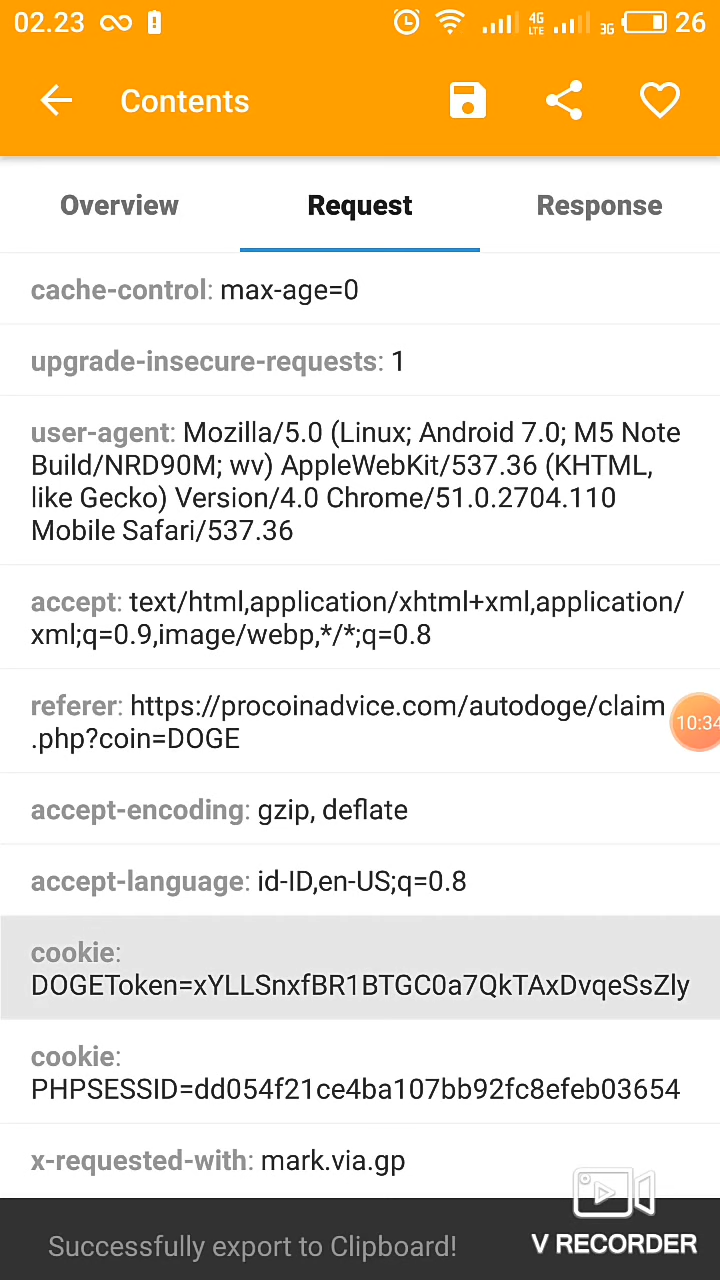 02.23 4G LTE 3G 26
Contents
Overview Request Response
cache-control: max-age=0
upgrade-insecure-requests: 1
user-agent: Mozilla/5.0 (Linux; Android 7.0; M5 Note
Build/NRD90M; wv) AppleWebKit/537.36 (KHTML,
like Gecko) Version/4.0 Chrome/51.0.2704.110
Mobile Safari/537.36
accept: text/html,application/xhtml+xml,application/
xml;q=0.9,image/webp,*/*;q=0.8
referer: https://procoinadvice.com/autodoge/claim
.php?coin=DOGE
10:34
accept-encoding: gzip, deflate
accept-language: id-ID,en-US;q=0.8
cookie:
DOGEToken=xYLLSnxfBR1BTGC0a7QkTAxDvqeSsZly
cookie:
PHPSESSID=dd054f21ce4ba107bb92fc8efeb03654
x-requested-with: mark.via.gp
Successfully export to Clipboard!
V RECORDER